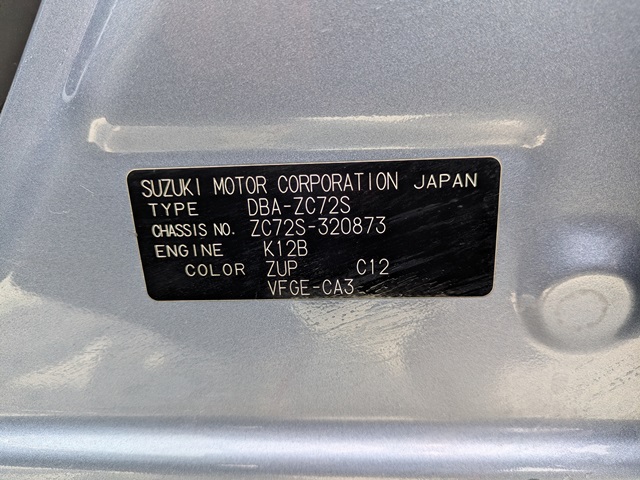 SUZUKI MOTOR CORPORATION JAPAN
TYPE DBA-ZC72S
CHASSIS NO. ZC72S-320873
ENGINE K12B
COLOR ZUP C12
VFGE-CA3